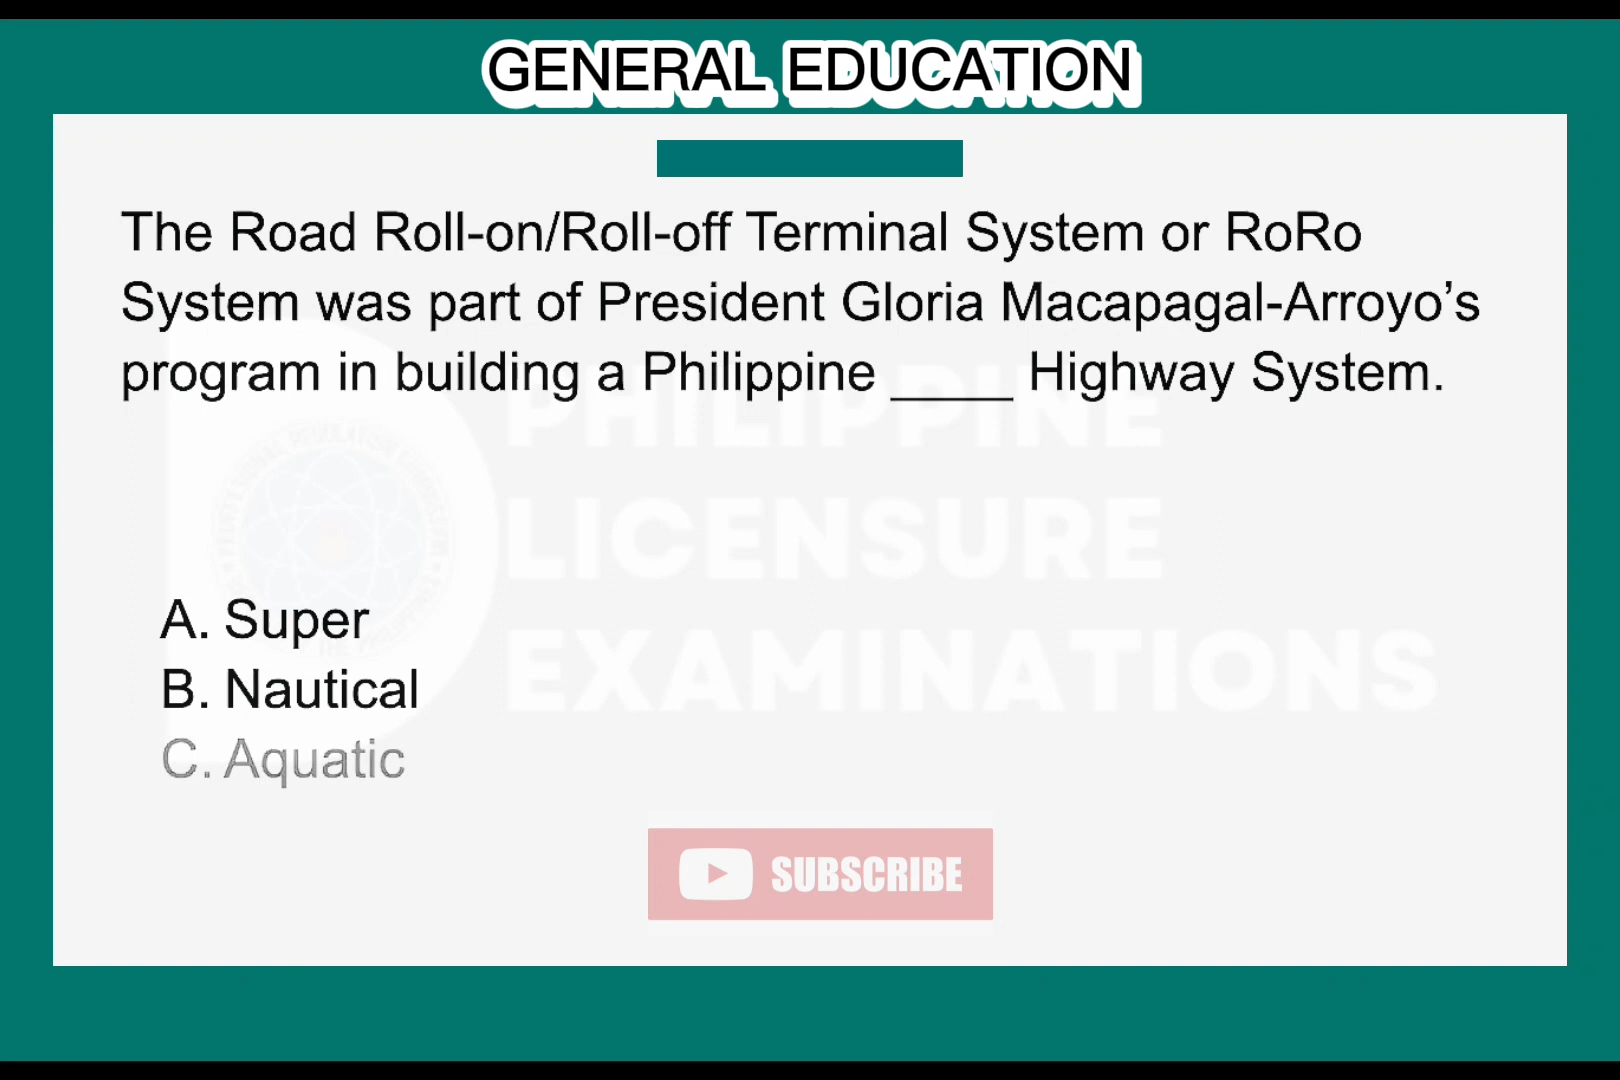 GENERAL EDUCATION
The Road Roll-on/Roll-off Terminal System or RoRo
System was part of President Gloria Macapagal-Arroyo’s
program in building a Philippine _____ Highway System.
PHILIPPINE
LICENSURE
EXAMINATIONS
A. Super
B. Nautical
C. Aquatic
SUBSCRIBE